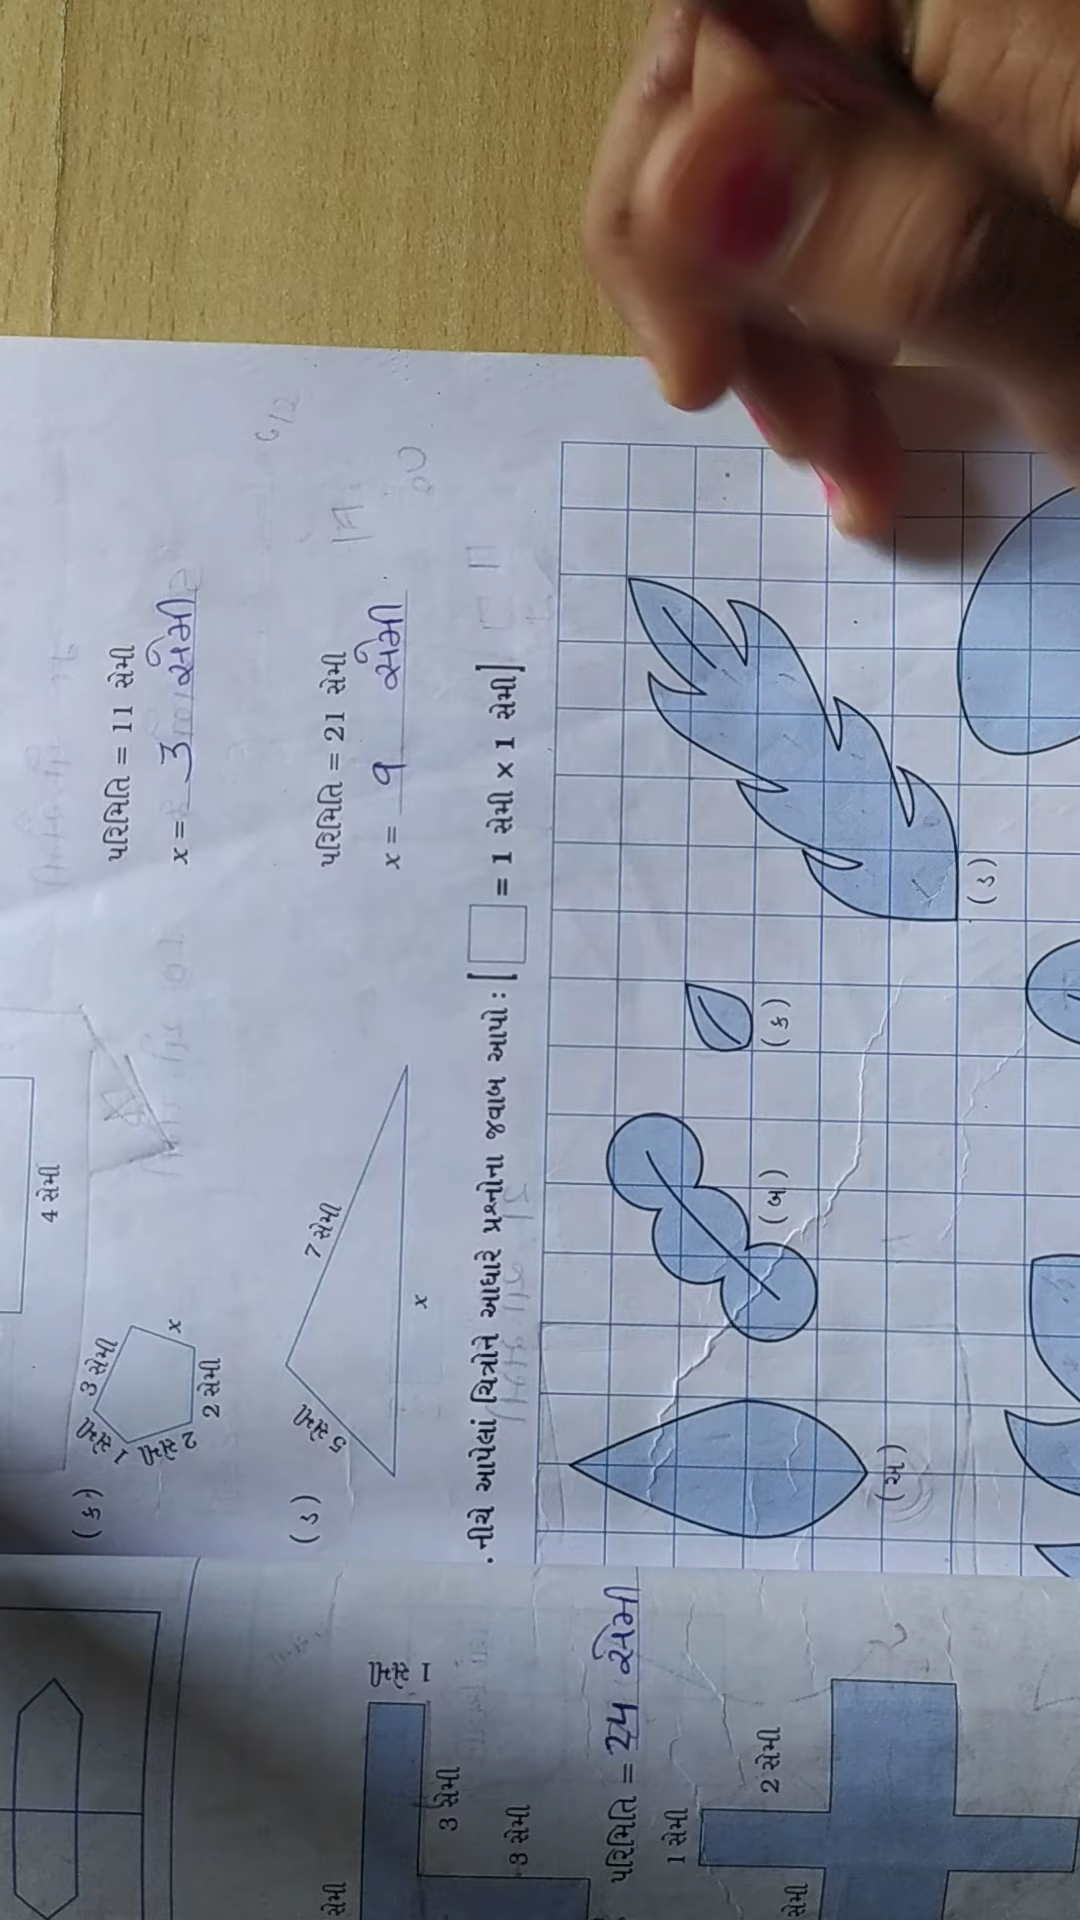 4 સેમી
(ક)
3 સેમી
1 સેમી
2 સેમી
x
2 સેમી
પરિમિતિ = 11 સેમી
x = 3 સેમી
(ડ)
7 સેમી
5 સેમી
x
પરિમિતિ = 21 સેમી
x = 9 સેમી
. નીચે આપેલાં ચિત્રોને આધારે પ્રશ્નોના જવાબ આપો : [ = 1 સેમી × 1 સેમી]
(અ)
(બ)
(ક)
(ડ)
1 સેમી
સેમી
3 સેમી
3 સેમી
પરિમિતિ = 24 સેમી
1 સેમી
2 સેમી
સેમી